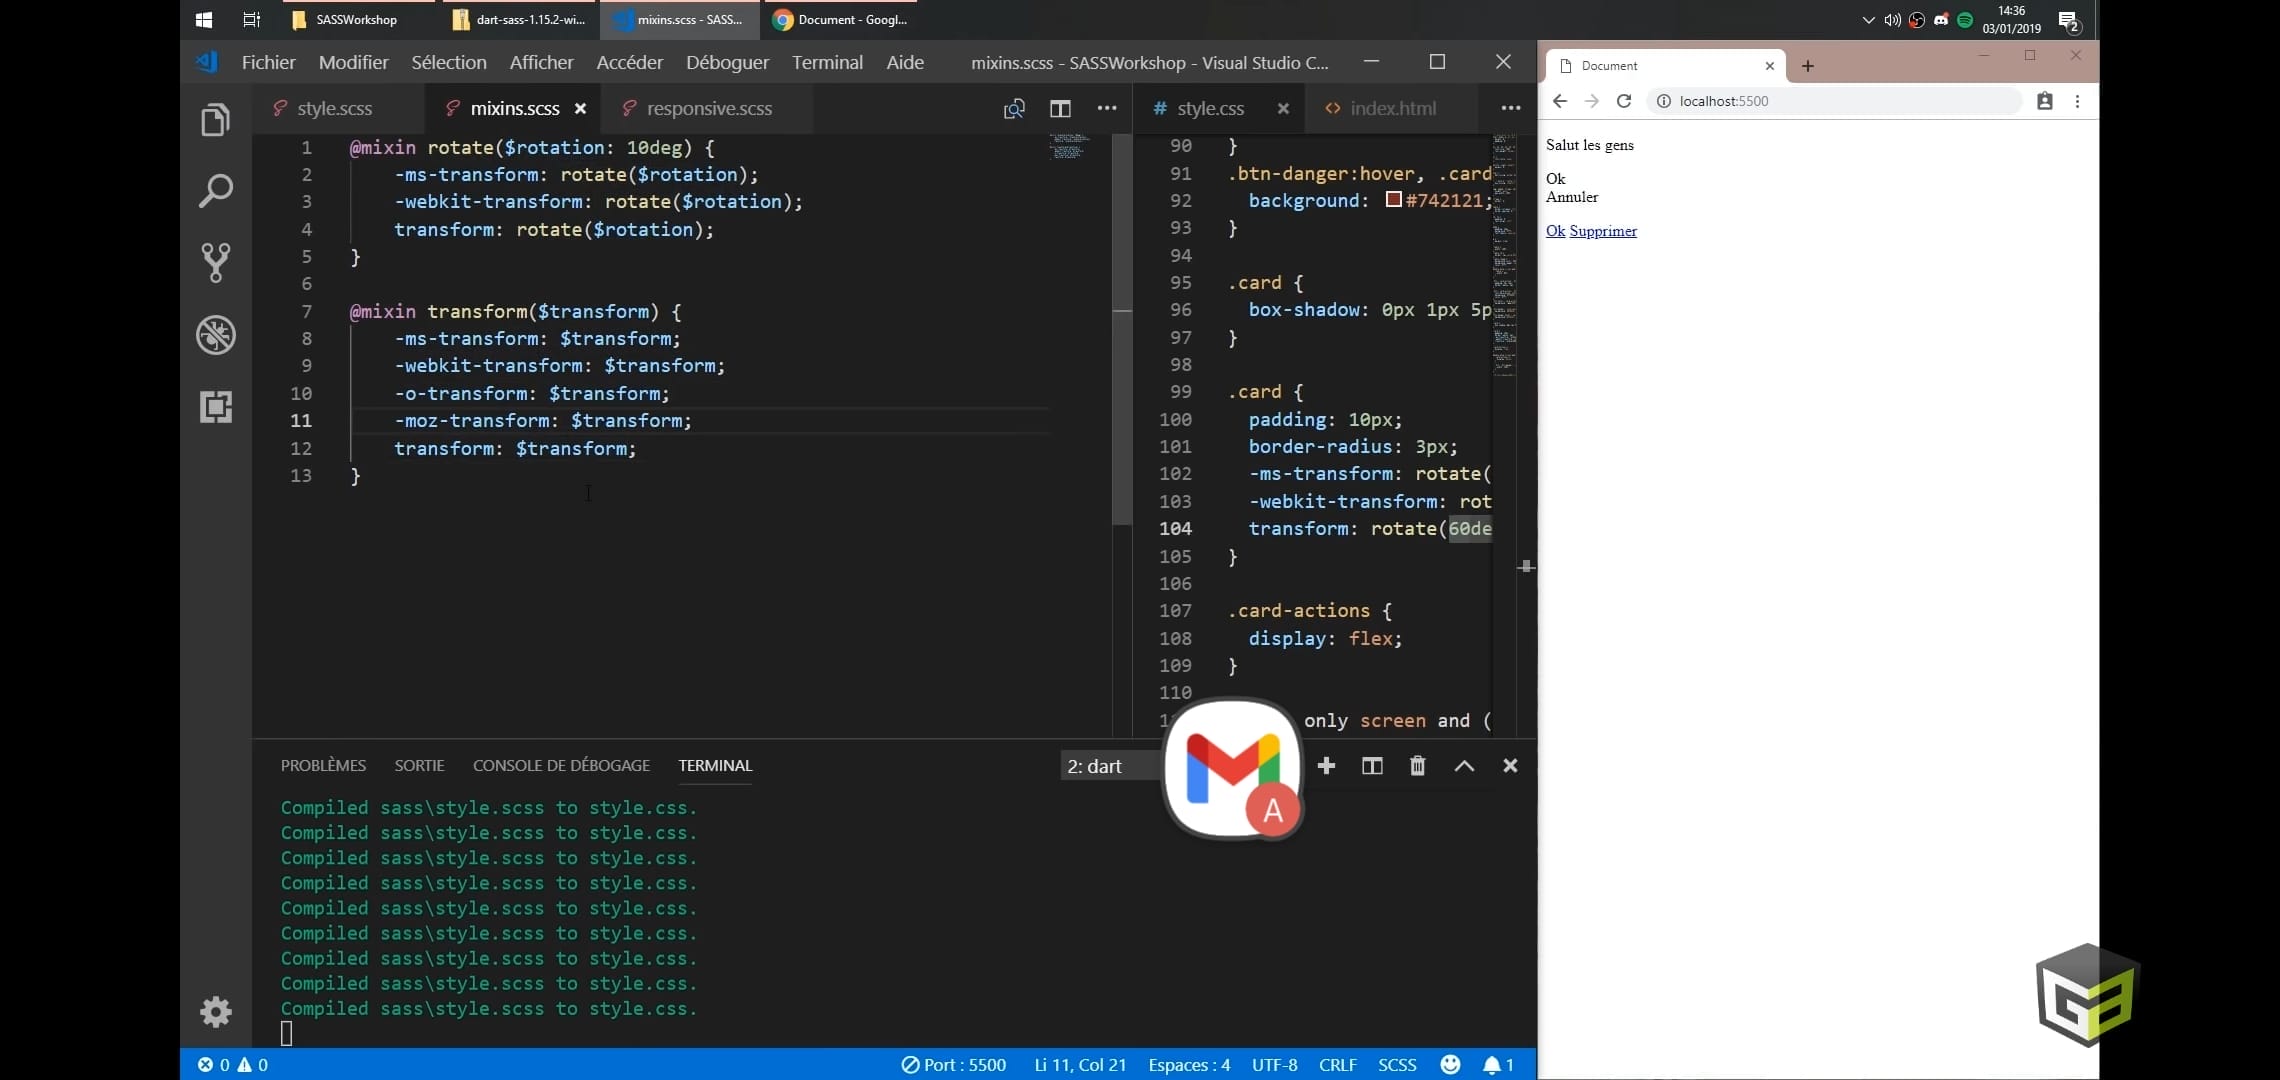 SASSWorkshop
dart-sass-1.15.2-wi...
mixins.scss - SASS...
Document - Googl...
14:36
03/01/2019
2
Fichier Modifier Sélection Afficher Accéder Déboguer Terminal Aide
mixins.scss - SASSWorkshop - Visual Studio C...
style.scss
mixins.scss
responsive.scss
1 @mixin rotate($rotation: 10deg) {
2 -ms-transform: rotate($rotation);
3 -webkit-transform: rotate($rotation);
4 transform: rotate($rotation);
5 }
6
7 @mixin transform($transform) {
8 -ms-transform: $transform;
9 -webkit-transform: $transform;
10 -o-transform: $transform;
11 -moz-transform: $transform;
12 transform: $transform;
13 }
# style.css
<> index.html
90 }
91 .btn-danger:hover, .card
92 background: #742121;
93 }
94
95 .card {
96 box-shadow: 0px 1px 5p
97 }
98
99 .card {
100 padding: 10px;
101 border-radius: 3px;
102 -ms-transform: rotate(
103 -webkit-transform: rot
104 transform: rotate(60de
105 }
106
107 .card-actions {
108 display: flex;
109 }
110
only screen and (
PROBLÈMES SORTIE CONSOLE DE DÉBOGAGE TERMINAL
2: dart
A
Compiled sass\style.scss to style.css.
Compiled sass\style.scss to style.css.
Compiled sass\style.scss to style.css.
Compiled sass\style.scss to style.css.
Compiled sass\style.scss to style.css.
Compiled sass\style.scss to style.css.
Compiled sass\style.scss to style.css.
Compiled sass\style.scss to style.css.
Compiled sass\style.scss to style.css.
0 0
Port : 5500 Li 11, Col 21 Espaces : 4 UTF-8 CRLF SCSS 1
Document
localhost:5500
Salut les gens
Ok
Annuler
Ok Supprimer